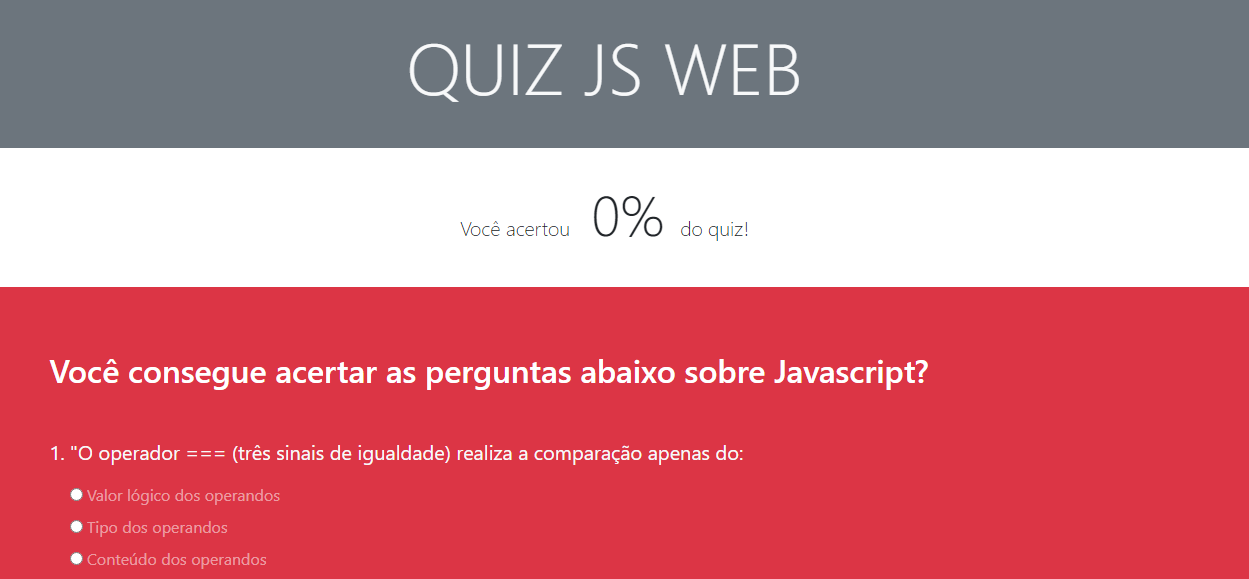 QUIZ JS WEB
Você acertou 0% do quiz!
Você consegue acertar as perguntas abaixo sobre Javascript?
1. "O operador === (três sinais de igualdade) realiza a comparação apenas do:
Valor lógico dos operandos
Tipo dos operandos
Conteúdo dos operandos